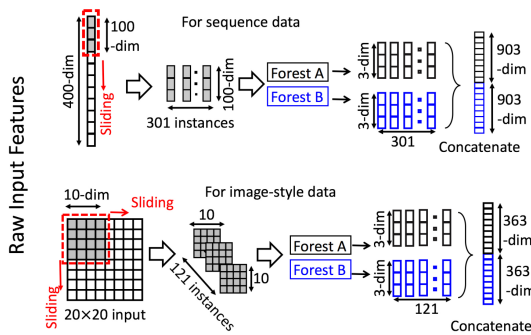 Raw Input Features
For sequence data
400-dim
100
-dim
Sliding
301 instances
100-dim
Forest A
Forest B
3-dim
3-dim
301
903
-dim
903
-dim
Concatenate
For image-style data
10-dim
Sliding
Sliding
20×20 input
10
10
121 instances
Forest A
Forest B
3-dim
3-dim
121
363
-dim
363
-dim
Concatenate